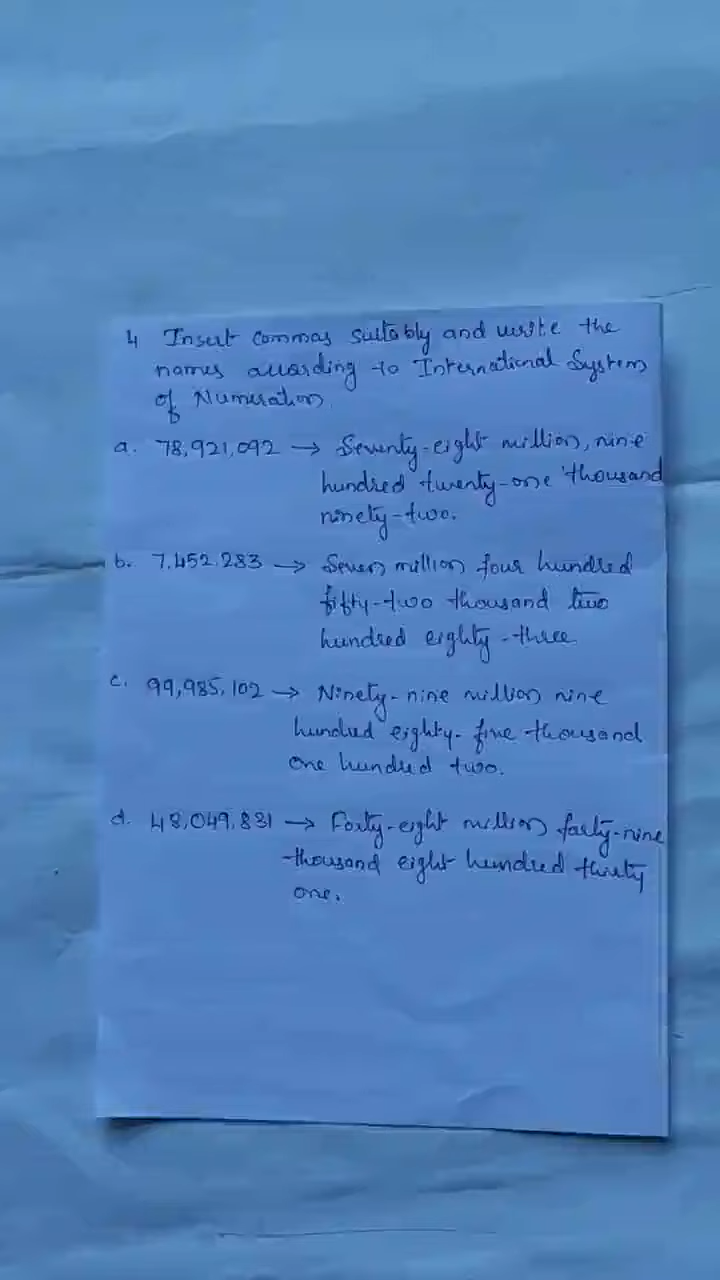 4 Insert commas suitably and write the
names according to International System
of Numeration.
a. 78,921,092 → Seventy-eight million, nine
hundred twenty-one thousand
ninety-two.
b. 7,452,283 → Seven million four hundred
fifty-two thousand two
hundred eighty-three
c. 99,985,102 → Ninety-nine million nine
hundred eighty-five thousand
one hundred two.
d. 48,049,831 → Forty-eight million forty-nine
thousand eight hundred thirty
one.